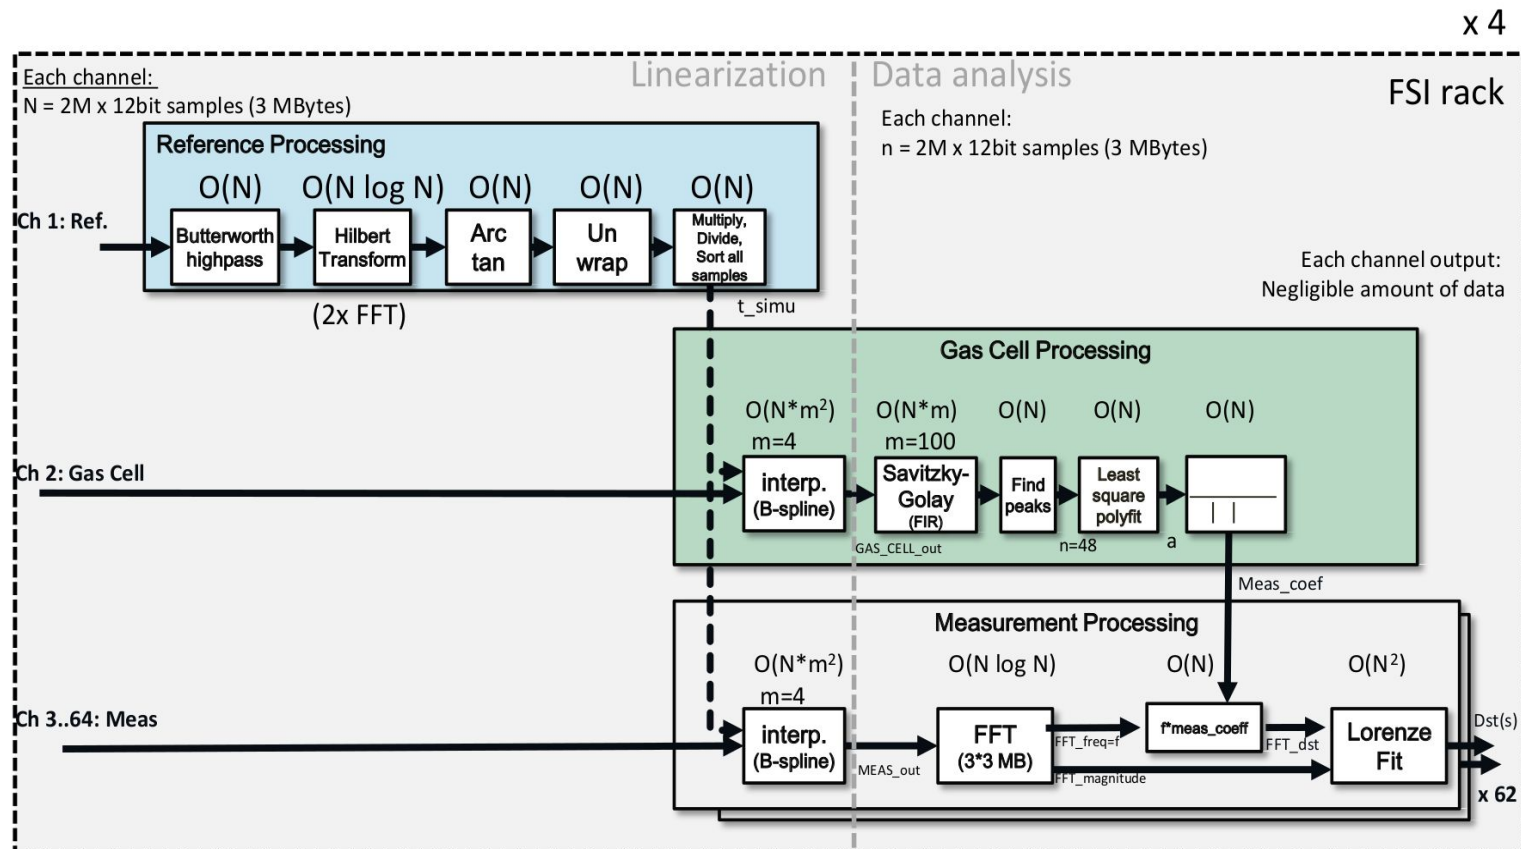 x 4
Each channel:
N = 2M x 12bit samples (3 MBytes)
Linearization
Data analysis
FSI rack
Each channel:
n = 2M x 12bit samples (3 MBytes)
Reference Processing
O(N)
O(N log N)
O(N)
O(N)
O(N)
Ch 1: Ref.
Butterworth
highpass
Hilbert
Transform
Arc
tan
Un
wrap
Multiply,
Divide,
Sort all
samples
(2x FFT)
t_simu
Each channel output:
Negligible amount of data
Gas Cell Processing
O(N*m²)
m=4
O(N*m)
m=100
O(N)
O(N)
O(N)
Ch 2: Gas Cell
interp.
(B-spline)
Savitzky-
Golay
(FIR)
Find
peaks
Least
square
polyfit
GAS_CELL_out
n=48
a
Meas_coef
Measurement Processing
O(N*m²)
m=4
O(N log N)
O(N)
O(N²)
Ch 3..64: Meas
interp.
(B-spline)
MEAS_out
FFT
(3*3 MB)
FFT_freq=f
FFT_magnitude
f*meas_coeff
FFT_dst
Lorenze
Fit
Dst(s)
x 62